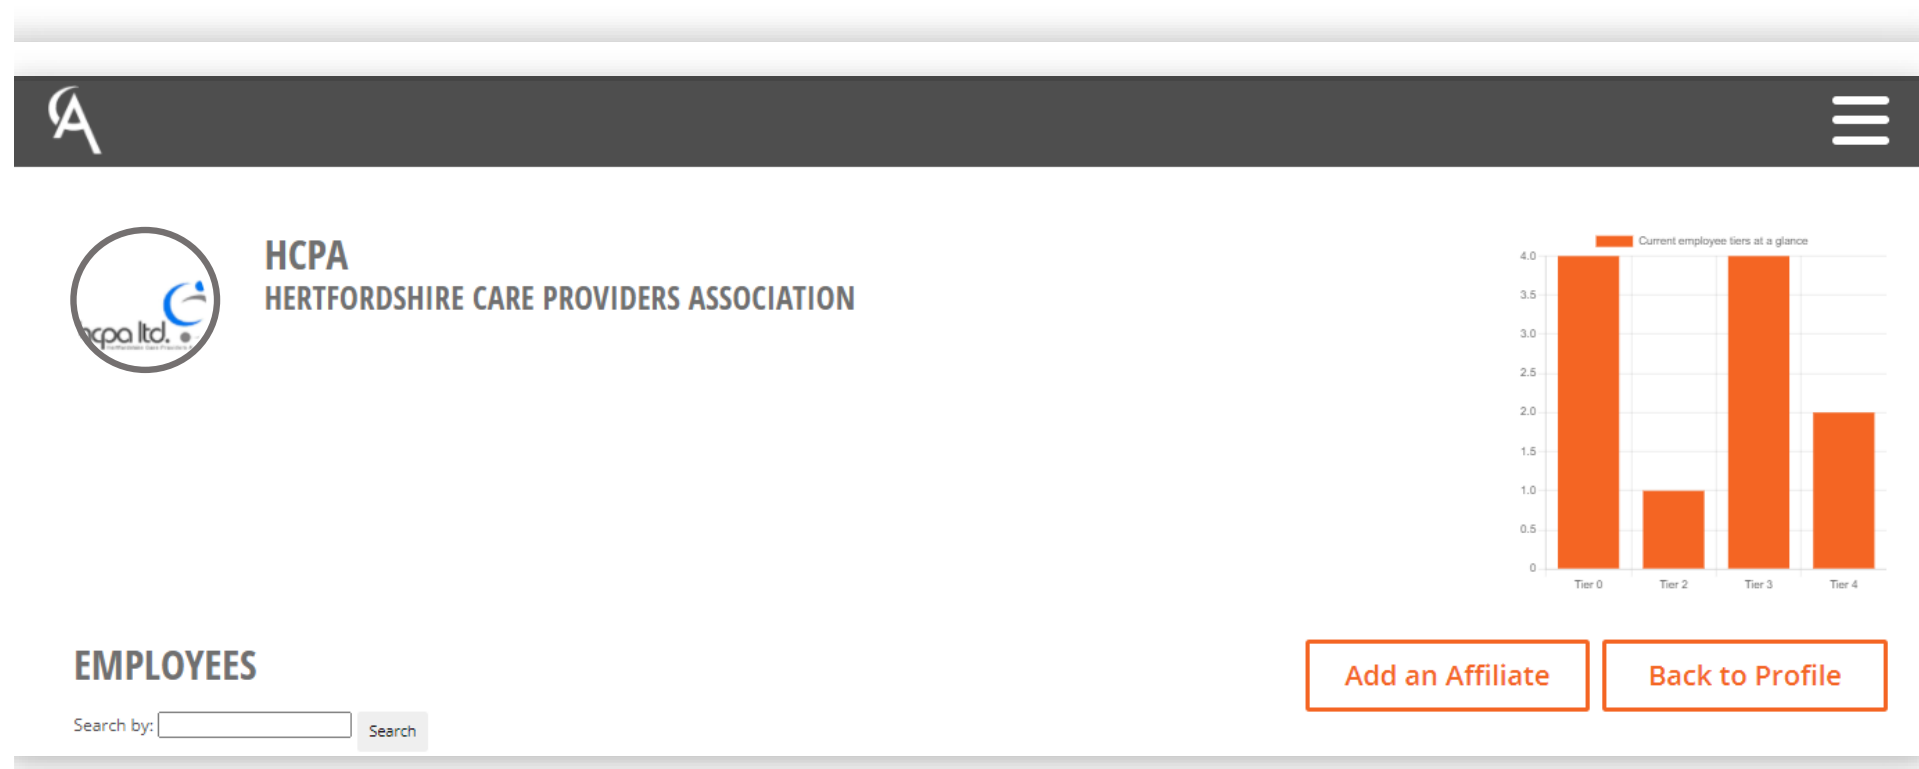 CA
HCPA
HERTFORDSHIRE CARE PROVIDERS ASSOCIATION
hcpa ltd.
Current employee tiers at a glance
4.0
3.5
3.0
2.5
2.0
1.5
1.0
0.5
0
Tier 0 Tier 2 Tier 3 Tier 4
EMPLOYEES
Add an Affiliate Back to Profile
Search by: Search